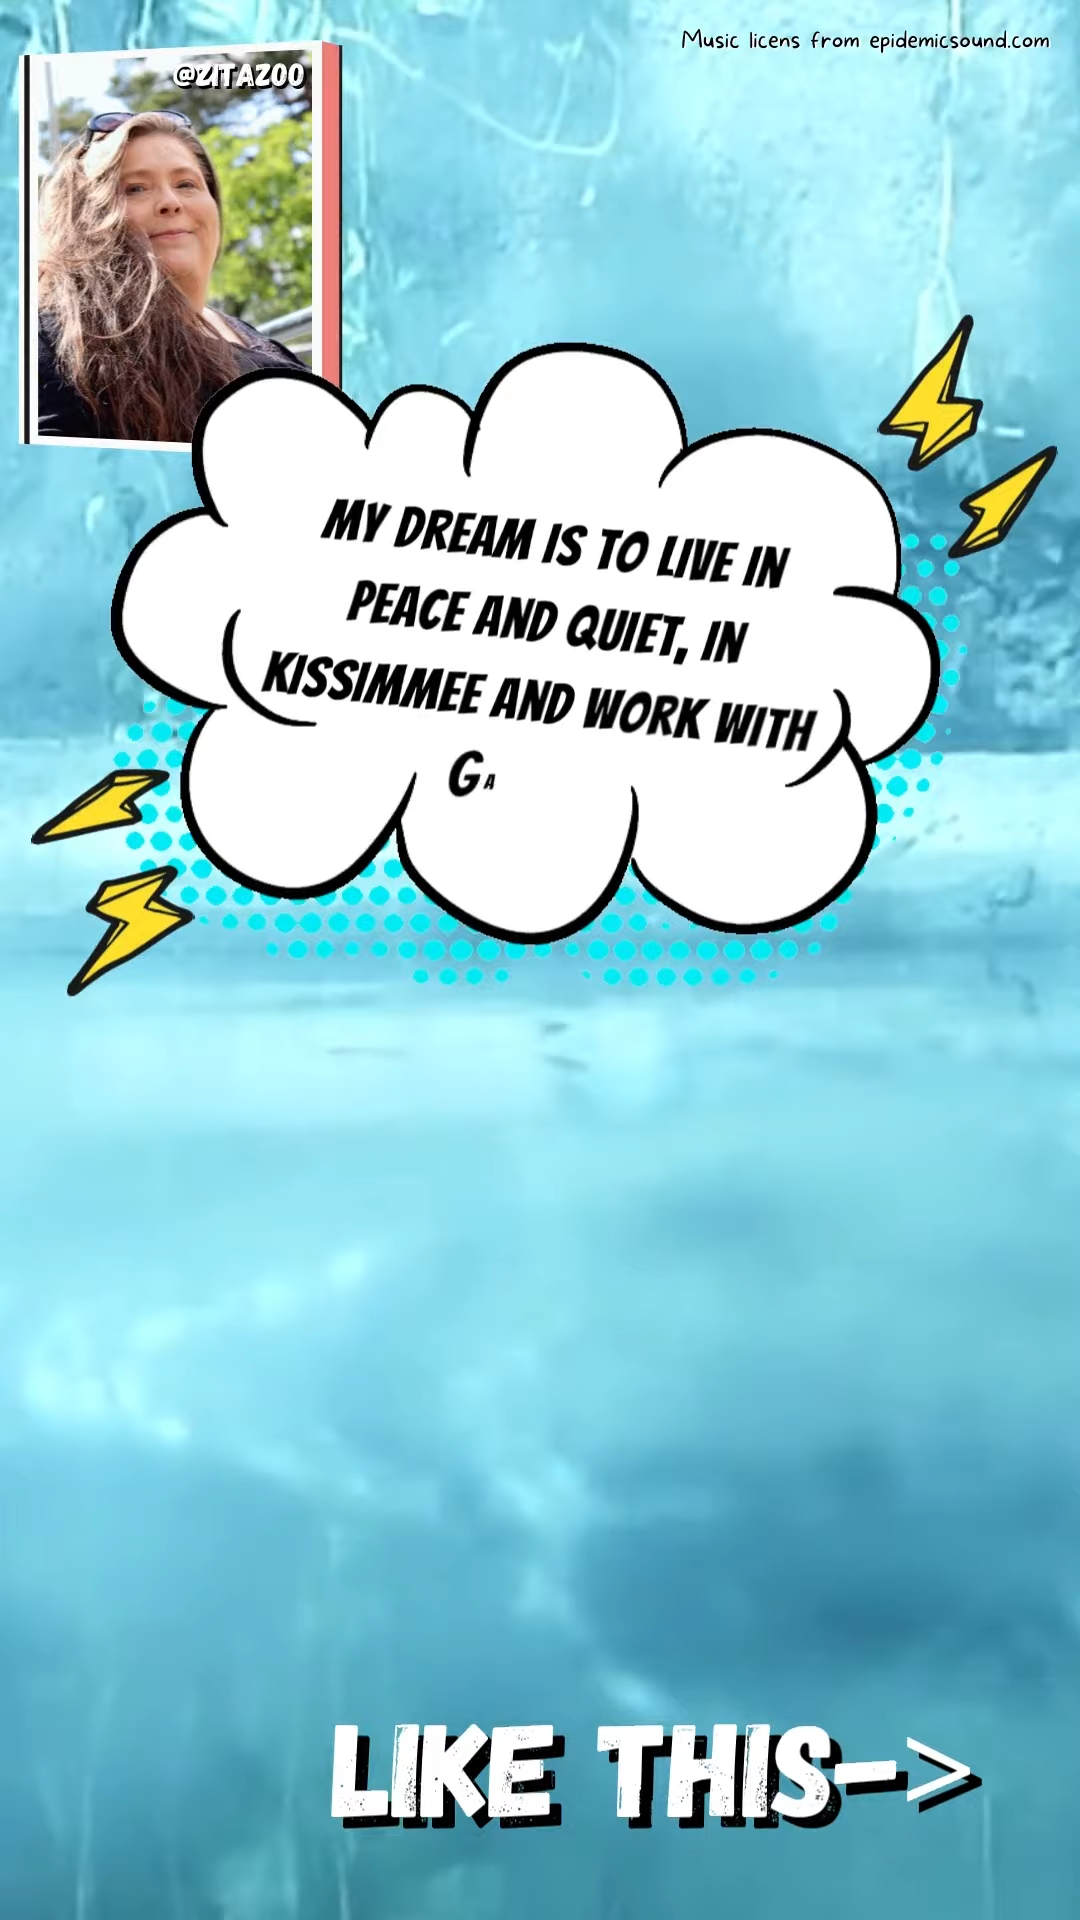 Music licens from epidemicsound.com
@ZITAZOO
MY DREAM IS TO LIVE IN
PEACE AND QUIET, IN
KISSIMMEE AND WORK WITH
GA
LIKE THIS-->